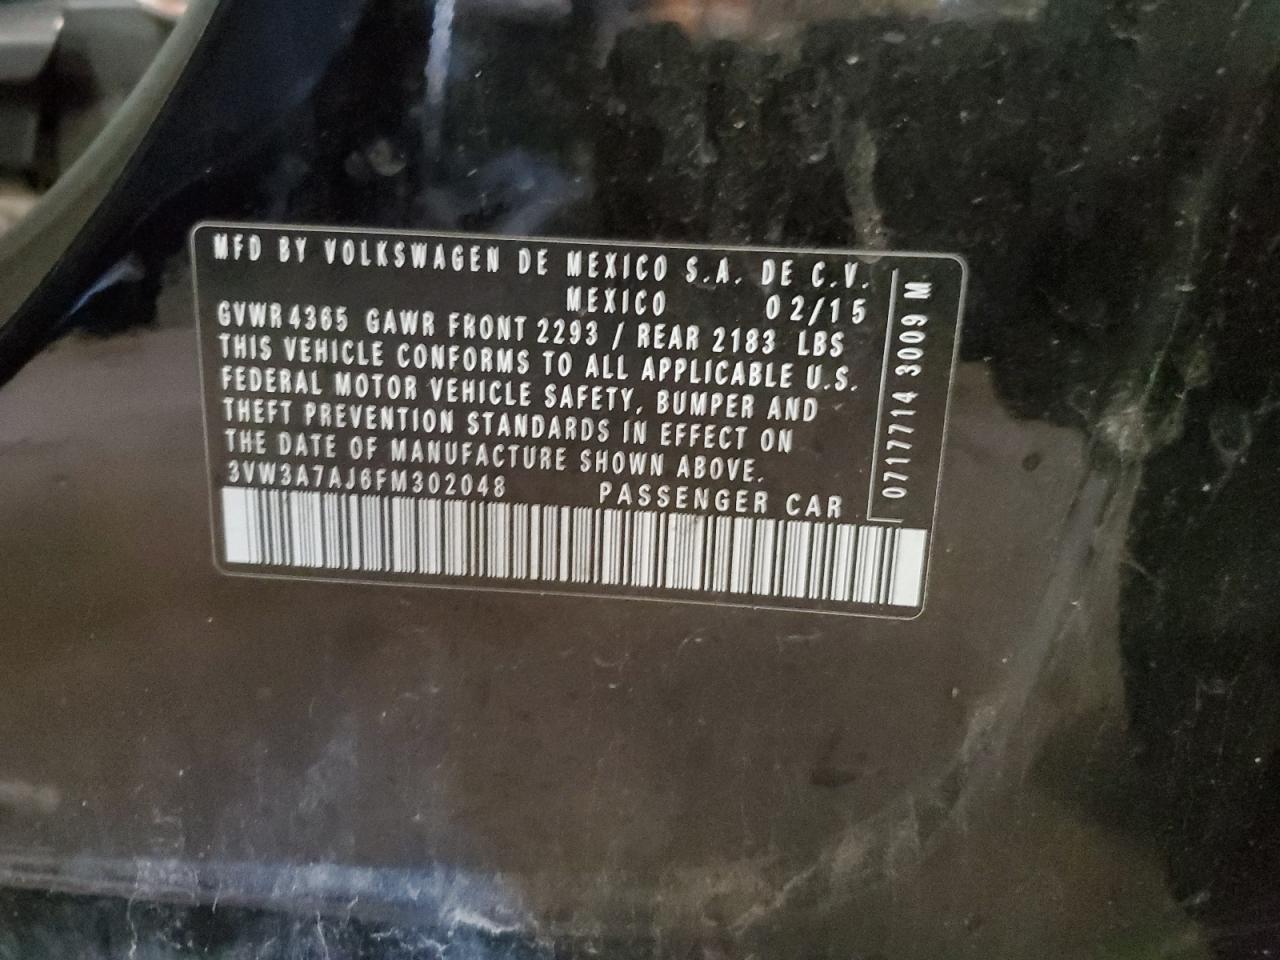 MFD BY VOLKSWAGEN DE MEXICO S.A. DE C.V.
MEXICO 02/15
GVWR 4365 GAWR FRONT 2293 / REAR 2183 LBS
THIS VEHICLE CONFORMS TO ALL APPLICABLE U.S.
FEDERAL MOTOR VEHICLE SAFETY, BUMPER AND
THEFT PREVENTION STANDARDS IN EFFECT ON
THE DATE OF MANUFACTURE SHOWN ABOVE.
3VW3A7AJ6FM302048 PASSENGER CAR
0717714 3009 M